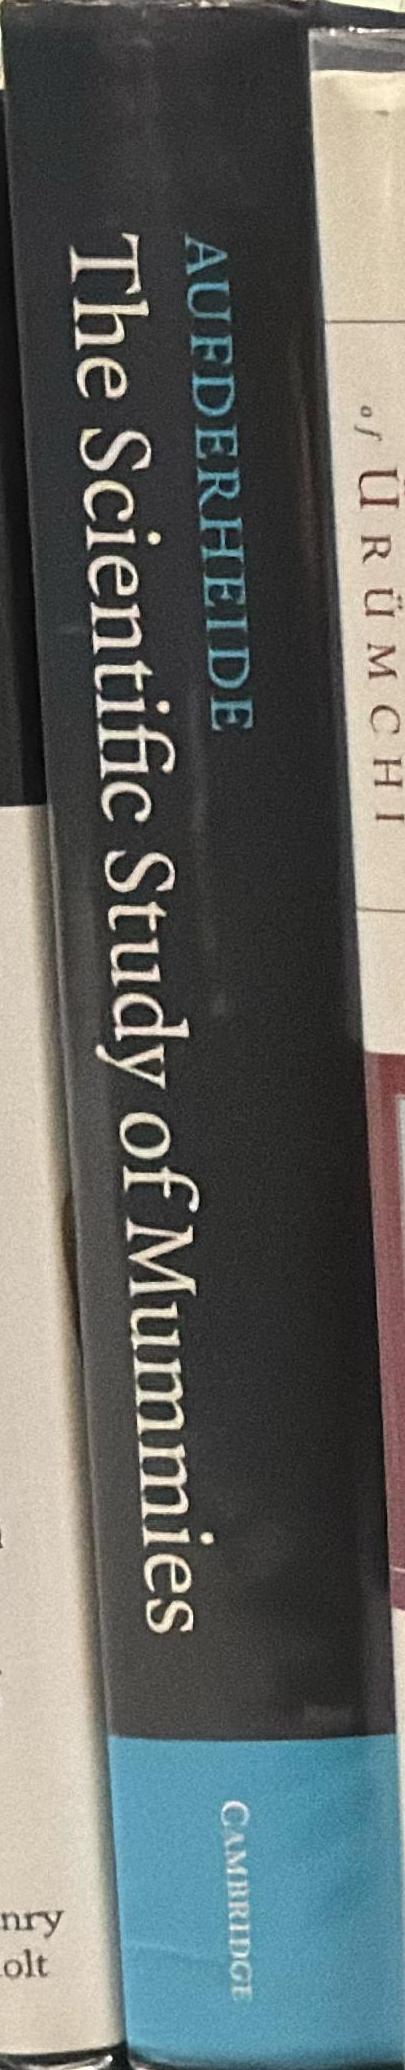 AUFDERHEIDE
The Scientific Study of Mummies
CAMBRIDGE
of ÜRÜMCHI
nry
olt